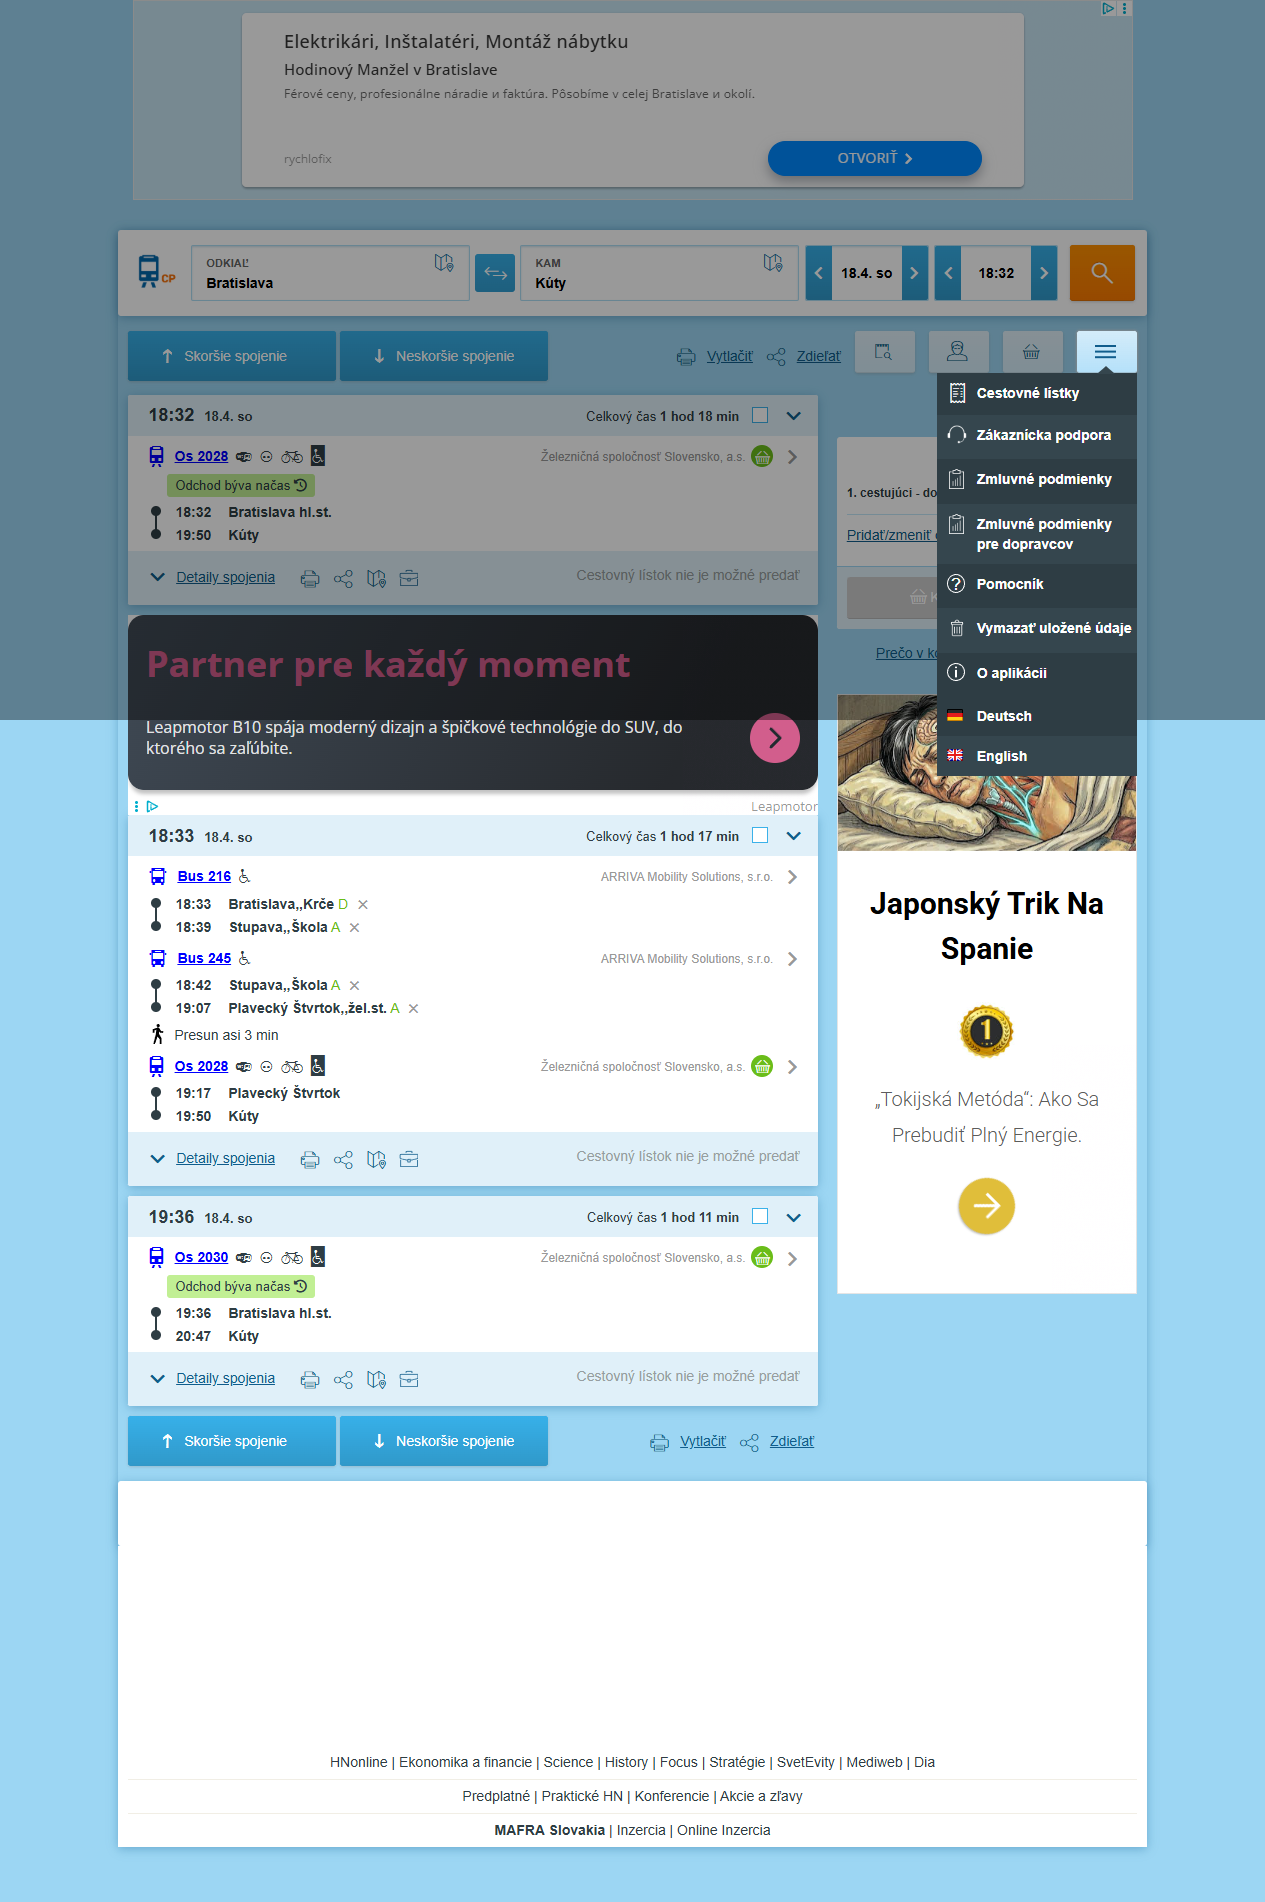 Elektrikári, Inštalatéri, Montáž nábytku
Hodinový Manžel v Bratislave
Férové ceny, profesionálne náradie и faktúra. Pôsobíme v celej Bratislave и okolí.
rychlofix
OTVORIŤ
CP
ODKIAĽ
Bratislava
KAM
Kúty
18.4. so
18:32
Skoršie spojenie
Neskoršie spojenie
Vytlačiť
Zdieľať
Cestovné lístky
Zákaznícka podpora
Zmluvné podmienky
Zmluvné podmienky
pre dopravcov
Pomocník
Vymazať uložené údaje
O aplikácii
Deutsch
English
18:32 18.4. so
Celkový čas 1 hod 18 min
Os 2028
Železničná spoločnosť Slovensko, a.s.
Odchod býva načas
18:32 Bratislava hl.st.
19:50 Kúty
Detaily spojenia
Cestovný lístok nie je možné predať
1. cestujúci - do
Pridať/zmeniť
K
Prečo v
Partner pre každý moment
Leapmotor B10 spája moderný dizajn a špičkové technológie do SUV, do
ktorého sa zaľúbite.
Leapmotor
18:33 18.4. so
Celkový čas 1 hod 17 min
Bus 216
ARRIVA Mobility Solutions, s.r.o.
18:33 Bratislava,,Krče D
18:39 Stupava,,Škola A
Bus 245
ARRIVA Mobility Solutions, s.r.o.
18:42 Stupava,,Škola A
19:07 Plavecký Štvrtok,,žel.st. A
Presun asi 3 min
Os 2028
Železničná spoločnosť Slovensko, a.s.
19:17 Plavecký Štvrtok
19:50 Kúty
Detaily spojenia
Cestovný lístok nie je možné predať
Japonský Trik Na
Spanie
1
„Tokijská Metóda“: Ako Sa
Prebudiť Plný Energie.
19:36 18.4. so
Celkový čas 1 hod 11 min
Os 2030
Železničná spoločnosť Slovensko, a.s.
Odchod býva načas
19:36 Bratislava hl.st.
20:47 Kúty
Detaily spojenia
Cestovný lístok nie je možné predať
Skoršie spojenie
Neskoršie spojenie
Vytlačiť
Zdieľať
HNonline | Ekonomika a financie | Science | History | Focus | Stratégie | SvetEvity | Mediweb | Dia
Predplatné | Praktické HN | Konferencie | Akcie a zľavy
MAFRA Slovakia | Inzercia | Online Inzercia